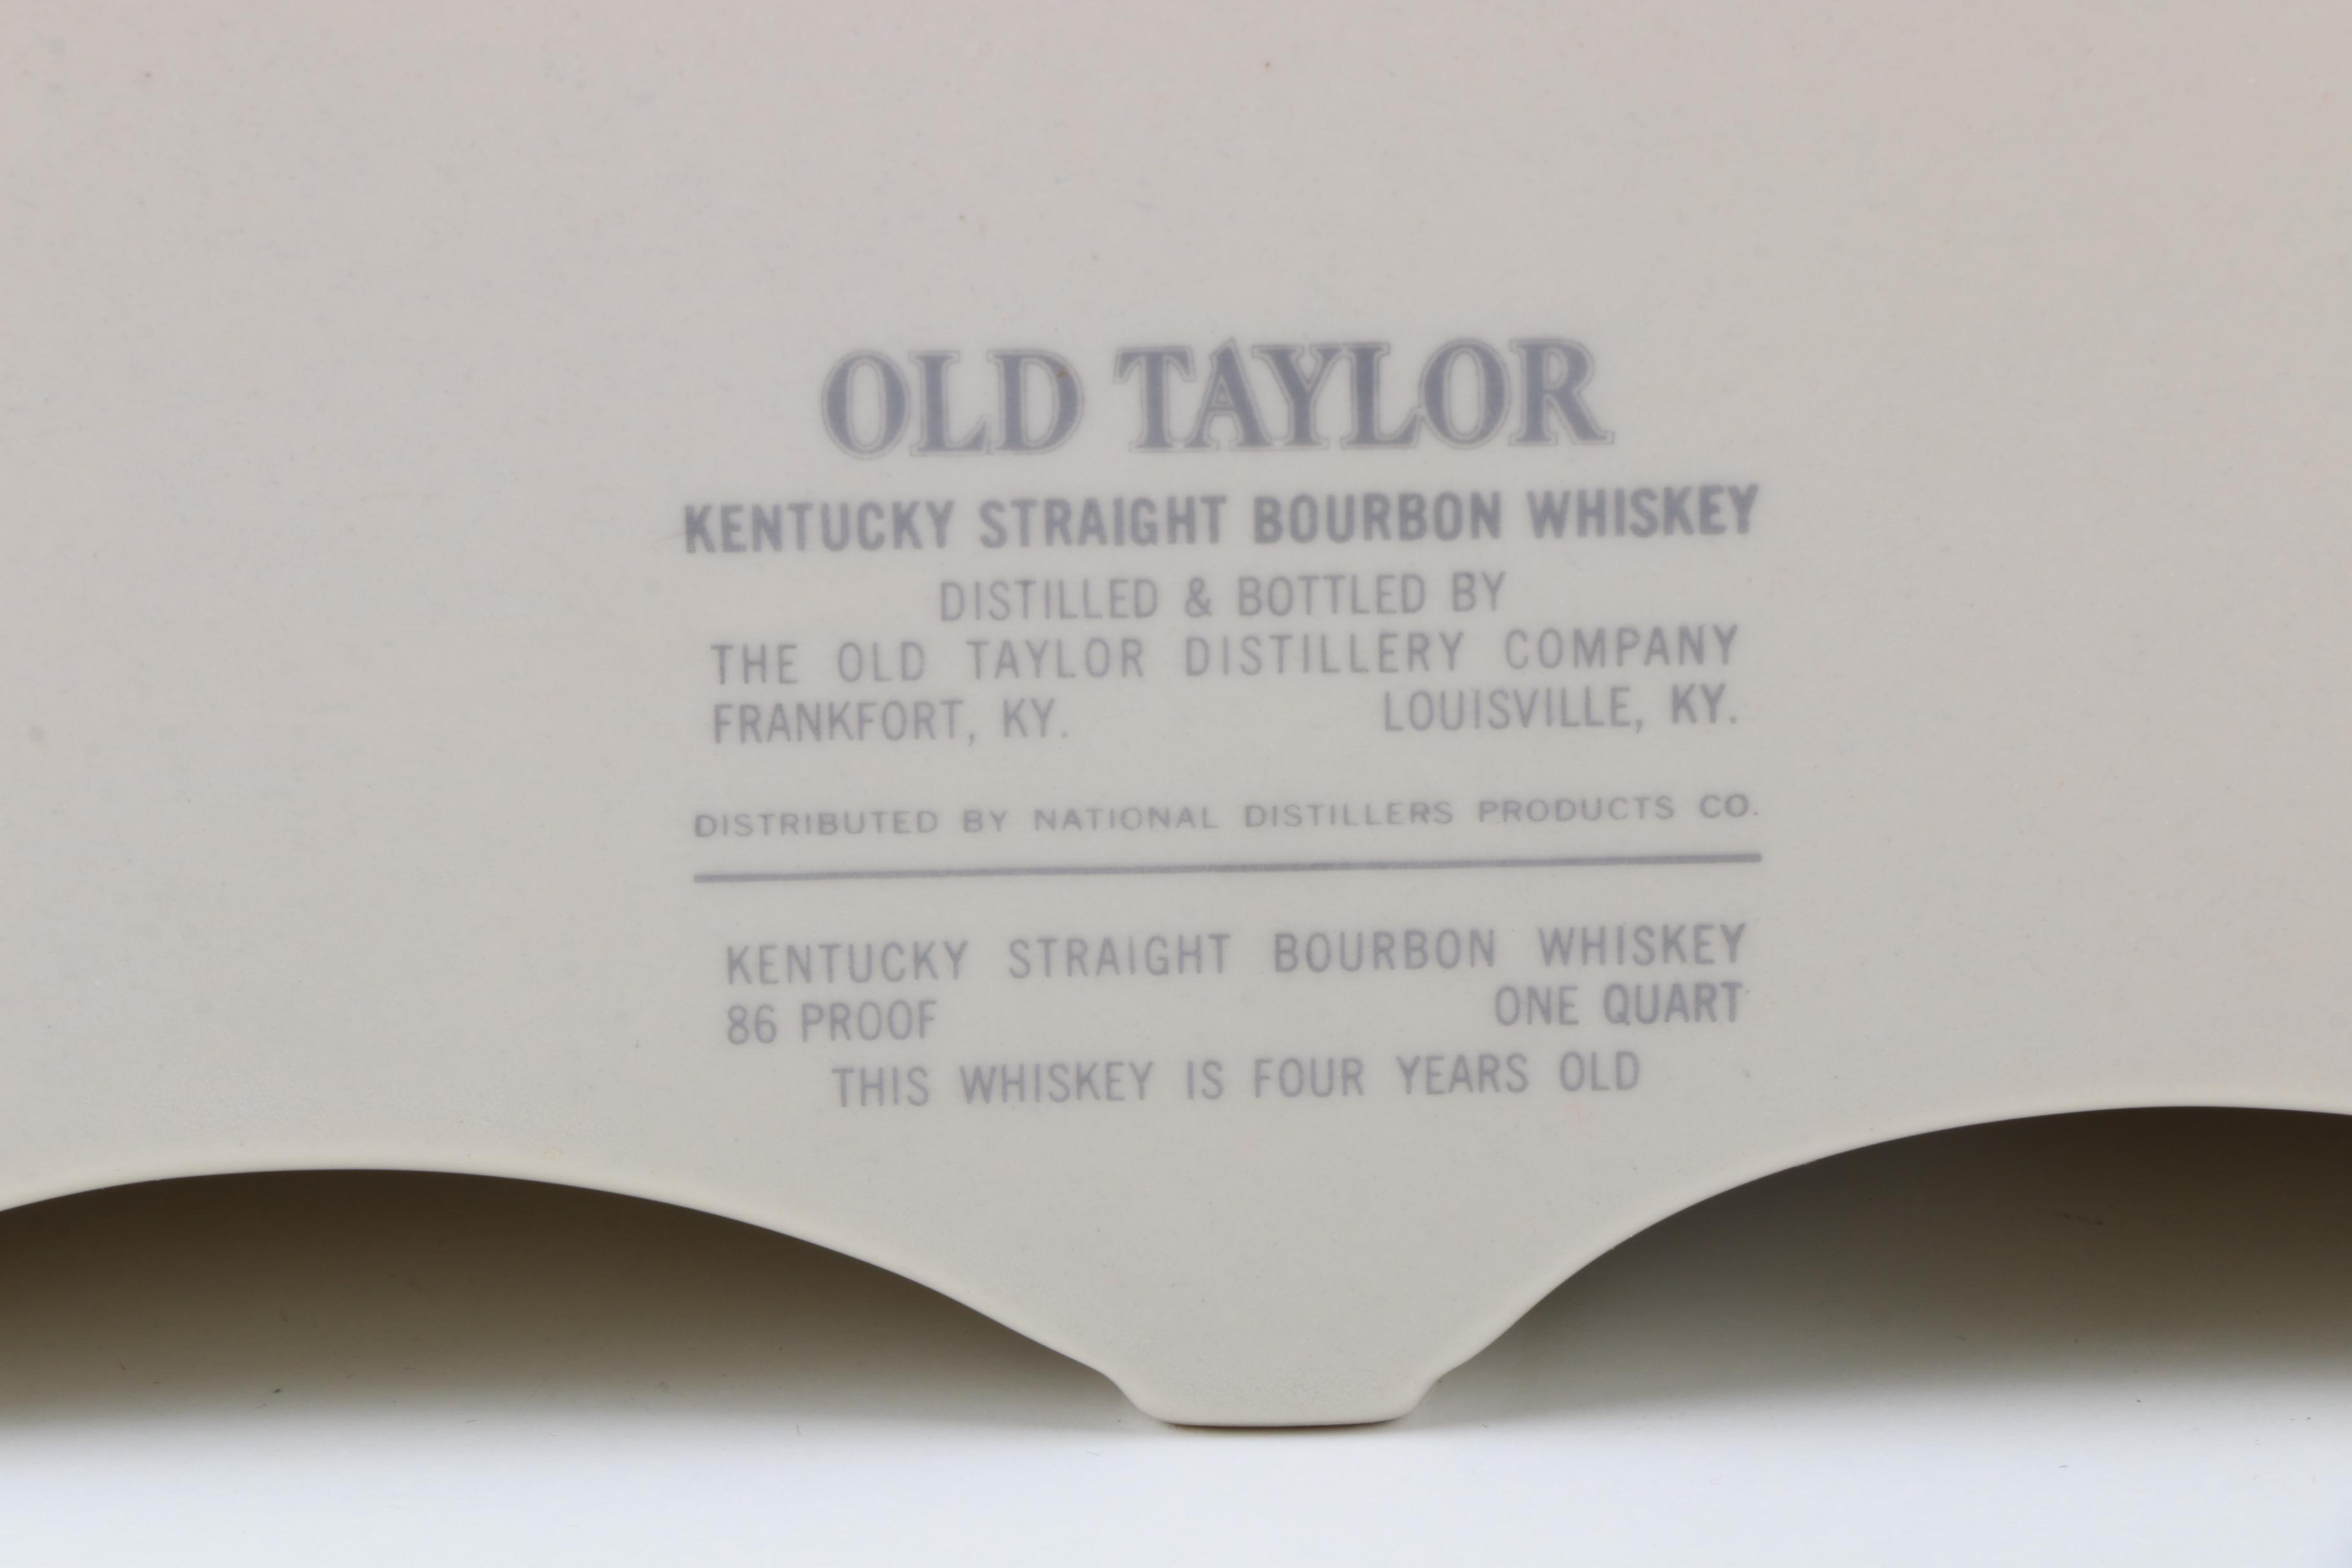 OLD TAYLOR
KENTUCKY STRAIGHT BOURBON WHISKEY
DISTILLED & BOTTLED BY
THE OLD TAYLOR DISTILLERY COMPANY
FRANKFORT, KY. LOUISVILLE, KY.
DISTRIBUTED BY NATIONAL DISTILLERS PRODUCTS CO.
KENTUCKY STRAIGHT BOURBON WHISKEY
86 PROOF ONE QUART
THIS WHISKEY IS FOUR YEARS OLD